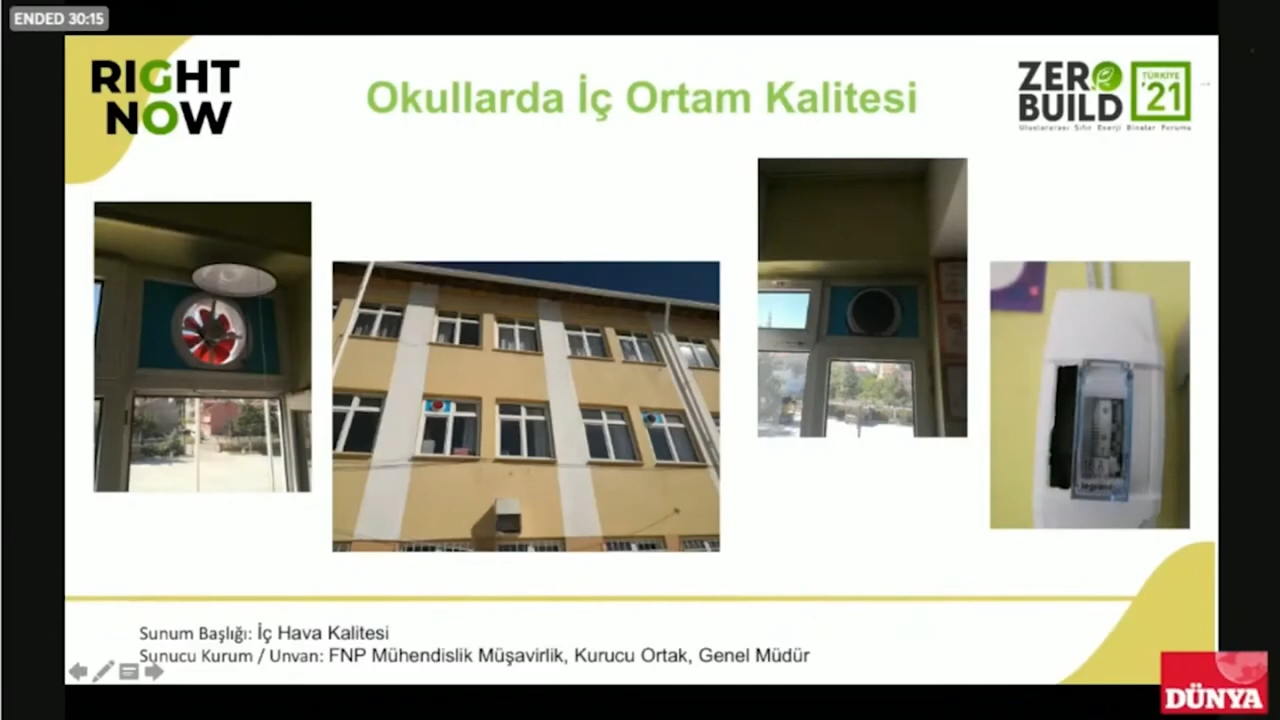 ENDED 30:15
RIGHT
NOW
Okullarda İç Ortam Kalitesi
ZERO
BUILD
TÜRKİYE
'21
Uluslararası Sıfır Enerji Binalar Forumu
legrand
Sunum Başlığı: İç Hava Kalitesi
Sunucu Kurum / Unvan: FNP Mühendislik Müşavirlik, Kurucu Ortak, Genel Müdür
DÜNYA